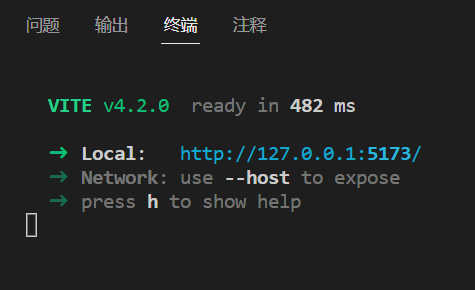 问题 输出 终端 注释
VITE v4.2.0 ready in 482 ms
➜ Local: http://127.0.0.1:5173/
➜ Network: use --host to expose
➜ press h to show help